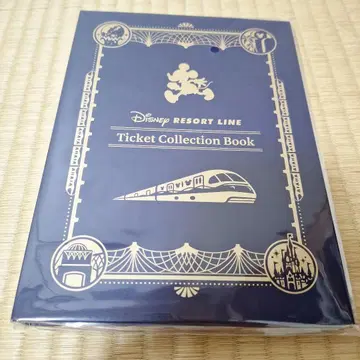 Disney RESORT LINE
Ticket Collection Book